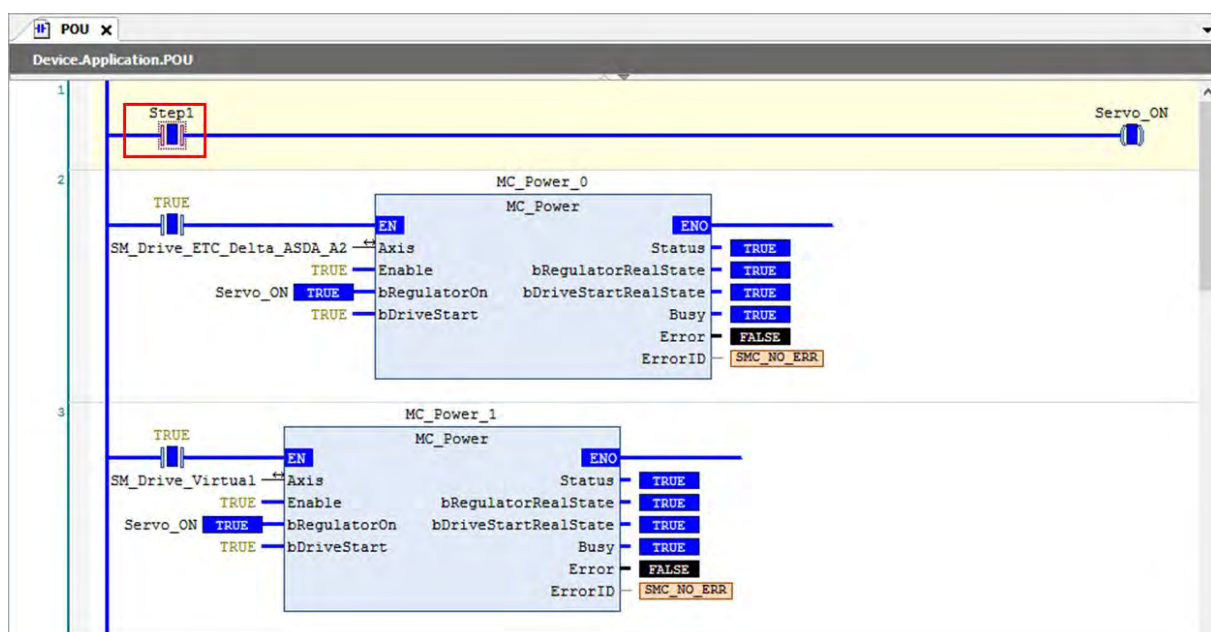 POU
Device.Application.POU
1
Step1
Servo_ON
2
MC_Power_0
TRUE
MC_Power
EN
ENO
SM_Drive_ETC_Delta_ASDA_A2
Axis
Status
TRUE
TRUE
Enable
bRegulatorRealState
TRUE
Servo_ON
TRUE
bRegulatorOn
bDriveStartRealState
TRUE
TRUE
bDriveStart
Busy
TRUE
Error
FALSE
ErrorID
SMC_NO_ERR
3
MC_Power_1
TRUE
MC_Power
EN
ENO
SM_Drive_Virtual
Axis
Status
TRUE
TRUE
Enable
bRegulatorRealState
TRUE
Servo_ON
TRUE
bRegulatorOn
bDriveStartRealState
TRUE
TRUE
bDriveStart
Busy
TRUE
Error
FALSE
ErrorID
SMC_NO_ERR